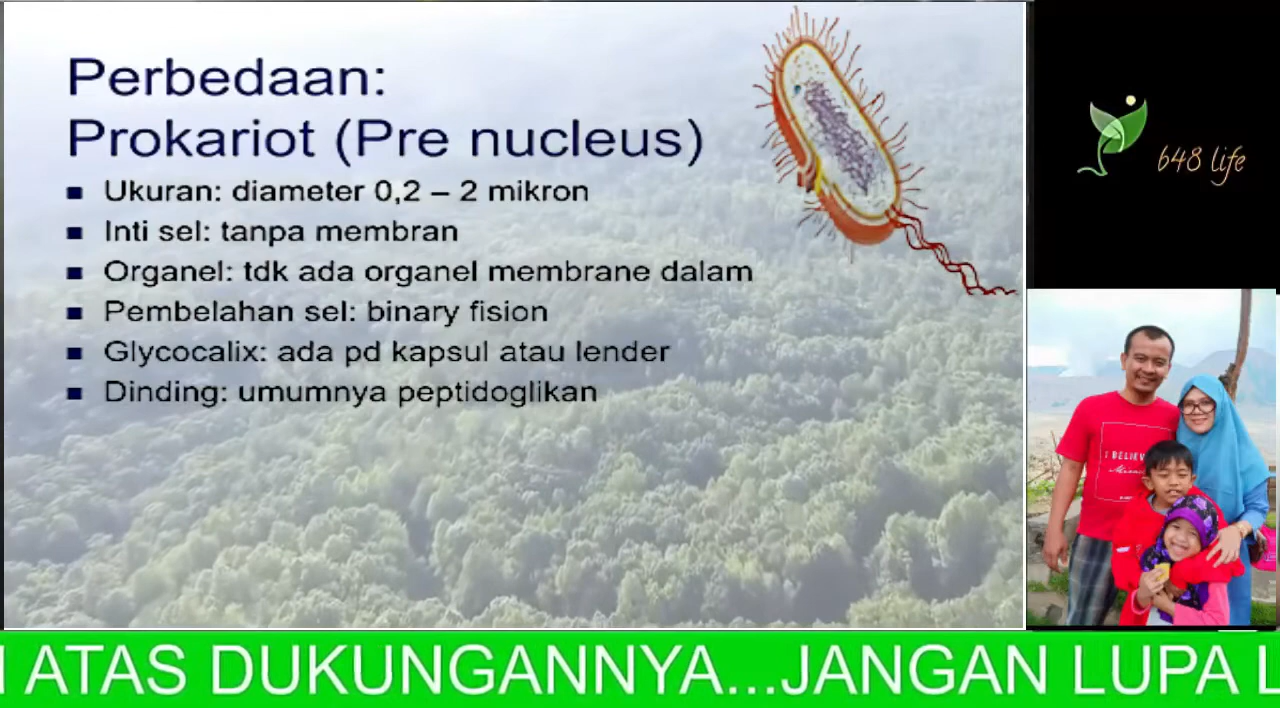 Perbedaan:
Prokariot (Pre nucleus)
Ukuran: diameter 0,2 – 2 mikron
Inti sel: tanpa membran
Organel: tdk ada organel membrane dalam
Pembelahan sel: binary fision
Glycocalix: ada pd kapsul atau lender
Dinding: umumnya peptidoglikan
648 life
I BELIEV
ATAS DUKUNGANNYA...JANGAN LUPA L